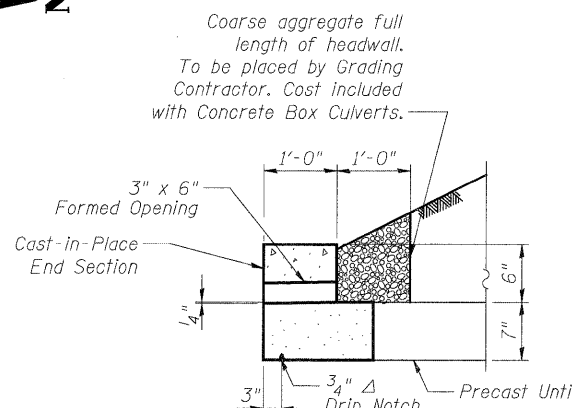 Coarse aggregate full
length of headwall.
To be placed by Grading
Contractor. Cost included
with Concrete Box Culverts.
1'-0"
1'-0"
3" x 6"
Formed Opening
Cast-in-Place
End Section
6"
1/4"
7"
3"
3/4" Δ
Drip Notch
Precast Unti